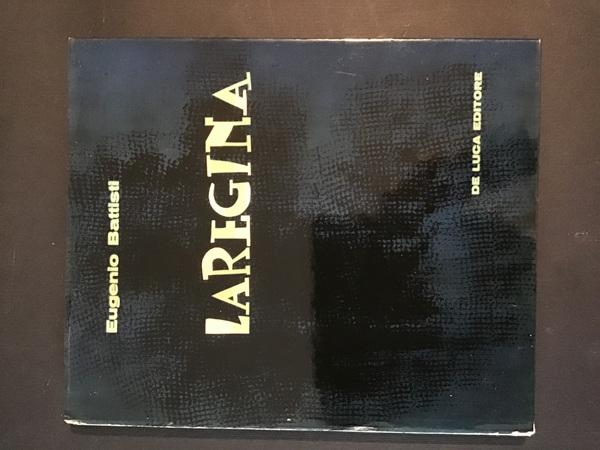 Eugenio Battisti
LAREGINA
DE LUCA EDITORE